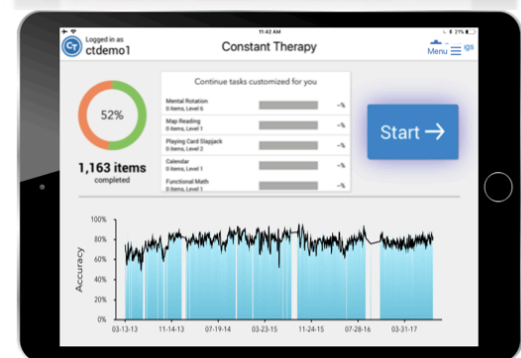 11:42 AM
21%
CT
Logged in as
ctdemo1
Constant Therapy
Menu
Continue tasks customized for you
52%
1,163 items
completed
Mental Rotation
0 items, Level 6
-%
Map Reading
0 items, Level 1
-%
Playing Card Slapjack
0 items, Level 2
-%
Calendar
0 items, Level 1
-%
Functional Math
0 items, Level 1
-%
Start →
Accuracy
100%
80%
60%
40%
20%
0%
03-13-13 11-14-13 07-19-14 03-23-15 11-24-15 07-28-16 03-31-17